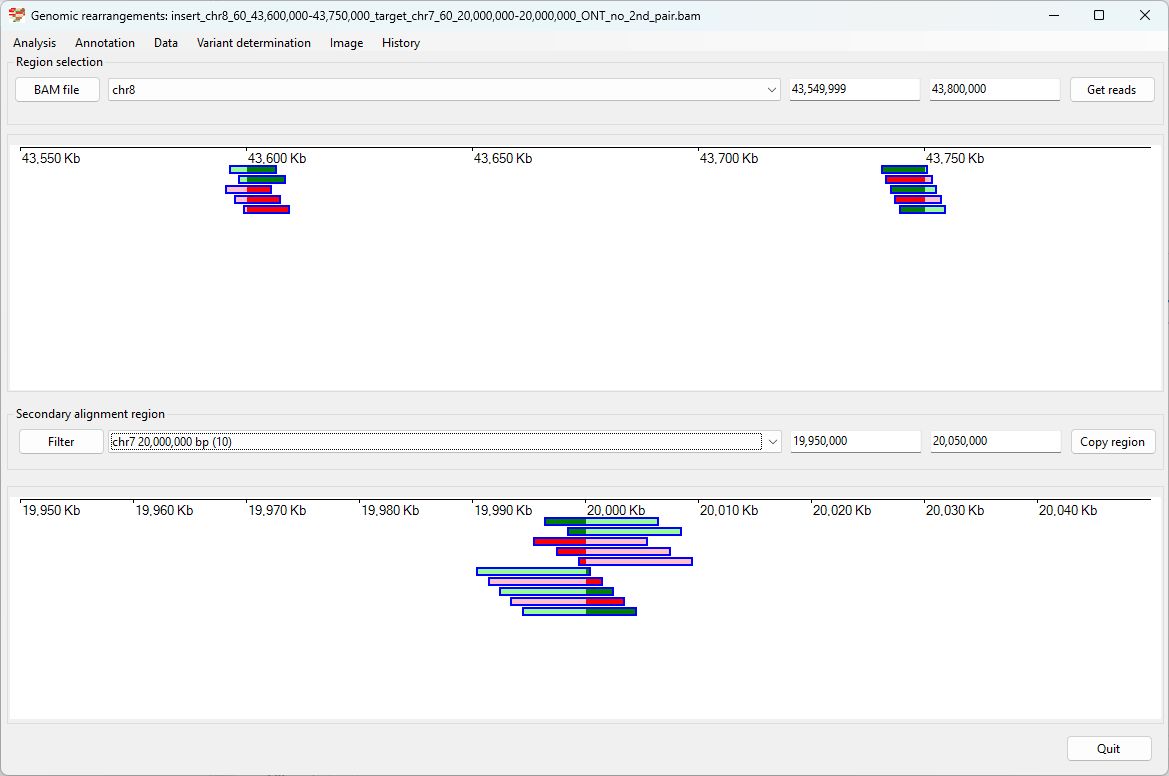 Genomic rearrangements: insert_chr8_60_43,600,000-43,750,000_target_chr7_60_20,000,000-20,000,000_ONT_no_2nd_pair.bam
Analysis Annotation Data Variant determination Image History
Region selection
BAM file chr8 43,549,999 43,800,000 Get reads
43,550 Kb 43,600 Kb 43,650 Kb 43,700 Kb 43,750 Kb
Secondary alignment region
Filter chr7 20,000,000 bp (10) 19,950,000 20,050,000 Copy region
19,950 Kb 19,960 Kb 19,970 Kb 19,980 Kb 19,990 Kb 20,000 Kb 20,010 Kb 20,020 Kb 20,030 Kb 20,040 Kb
Quit